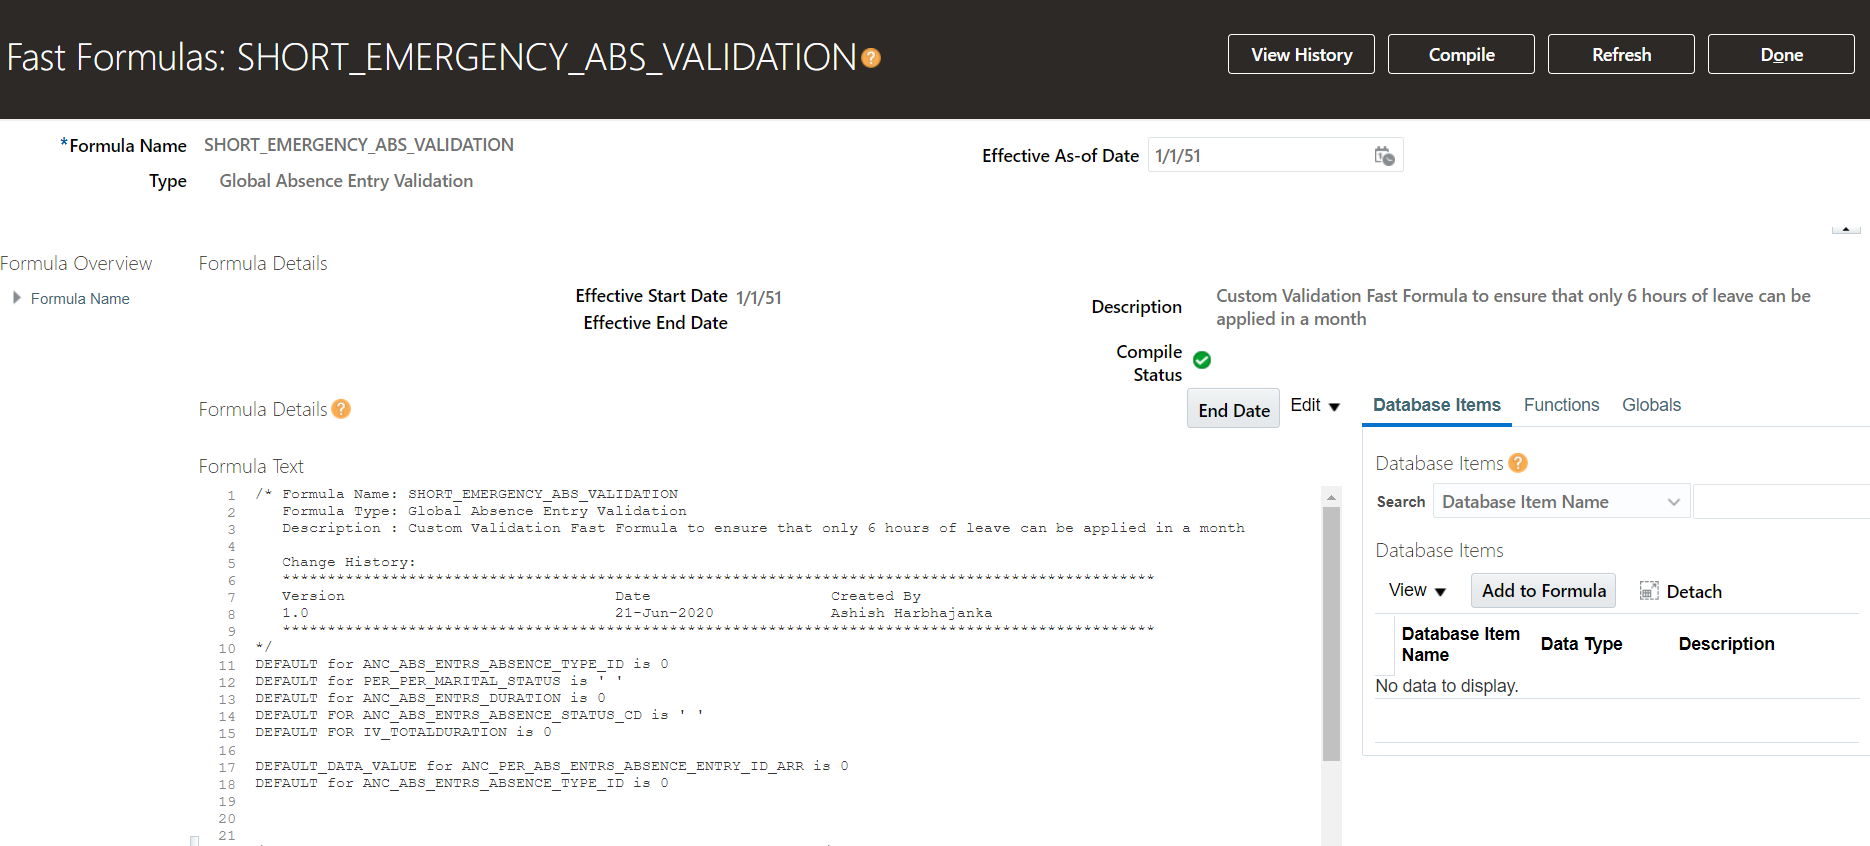 Fast Formulas: SHORT_EMERGENCY_ABS_VALIDATION ?
View History
Compile
Refresh
Done
*Formula Name SHORT_EMERGENCY_ABS_VALIDATION
Type Global Absence Entry Validation
Effective As-of Date 1/1/51
Formula Overview
Formula Name
Formula Details
Effective Start Date 1/1/51
Effective End Date
Description Custom Validation Fast Formula to ensure that only 6 hours of leave can be
applied in a month
Compile
Status
Formula Details ?
End Date
Edit
Formula Text
1 /* Formula Name: SHORT_EMERGENCY_ABS_VALIDATION
2 Formula Type: Global Absence Entry Validation
3 Description : Custom Validation Fast Formula to ensure that only 6 hours of leave can be applied in a month
4
5 Change History:
6 *************************************************************************************************
7 Version Date Created By
8 1.0 21-Jun-2020 Ashish Harbhajanka
9 *************************************************************************************************
10 */
11 DEFAULT for ANC_ABS_ENTRS_ABSENCE_TYPE_ID is 0
12 DEFAULT for PER_PER_MARITAL_STATUS is ' '
13 DEFAULT for ANC_ABS_ENTRS_DURATION is 0
14 DEFAULT FOR ANC_ABS_ENTRS_ABSENCE_STATUS_CD is ' '
15 DEFAULT FOR IV_TOTALDURATION is 0
16
17 DEFAULT_DATA_VALUE for ANC_PER_ABS_ENTRS_ABSENCE_ENTRY_ID_ARR is 0
18 DEFAULT for ANC_ABS_ENTRS_ABSENCE_TYPE_ID is 0
19
20
21
Database Items
Functions
Globals
Database Items ?
Search Database Item Name
Database Items
View
Add to Formula
Detach
Database Item
Name
Data Type
Description
No data to display.